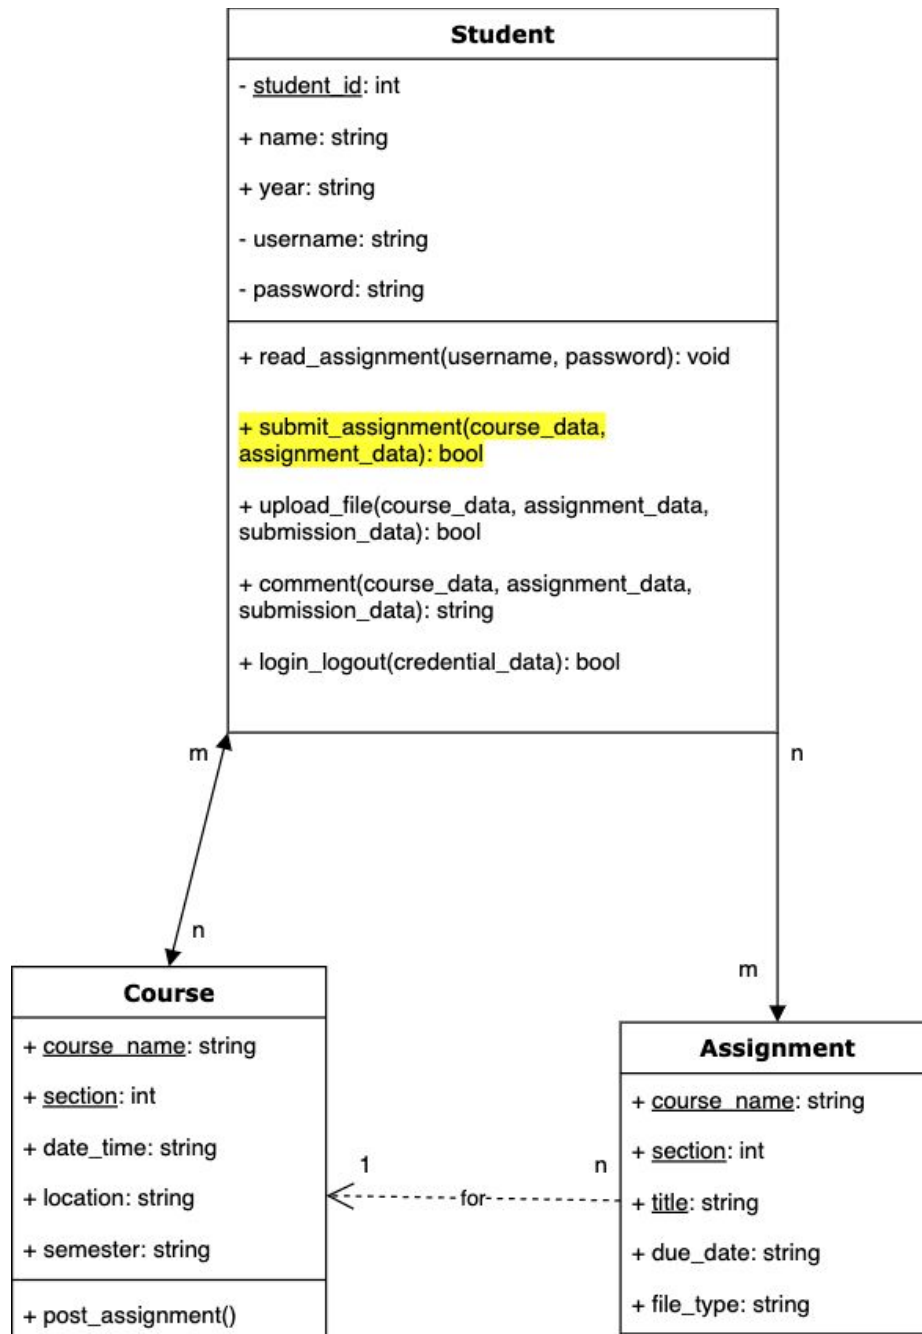 Student
- student_id: int
+ name: string
+ year: string
- username: string
- password: string
+ read_assignment(username, password): void
+ submit_assignment(course_data,
assignment_data): bool
+ upload_file(course_data, assignment_data,
submission_data): bool
+ comment(course_data, assignment_data,
submission_data): string
+ login_logout(credential_data): bool
m
n
n
m
Course
+ course_name: string
+ section: int
+ date_time: string
+ location: string
+ semester: string
+ post_assignment()
1
for
n
Assignment
+ course_name: string
+ section: int
+ title: string
+ due_date: string
+ file_type: string